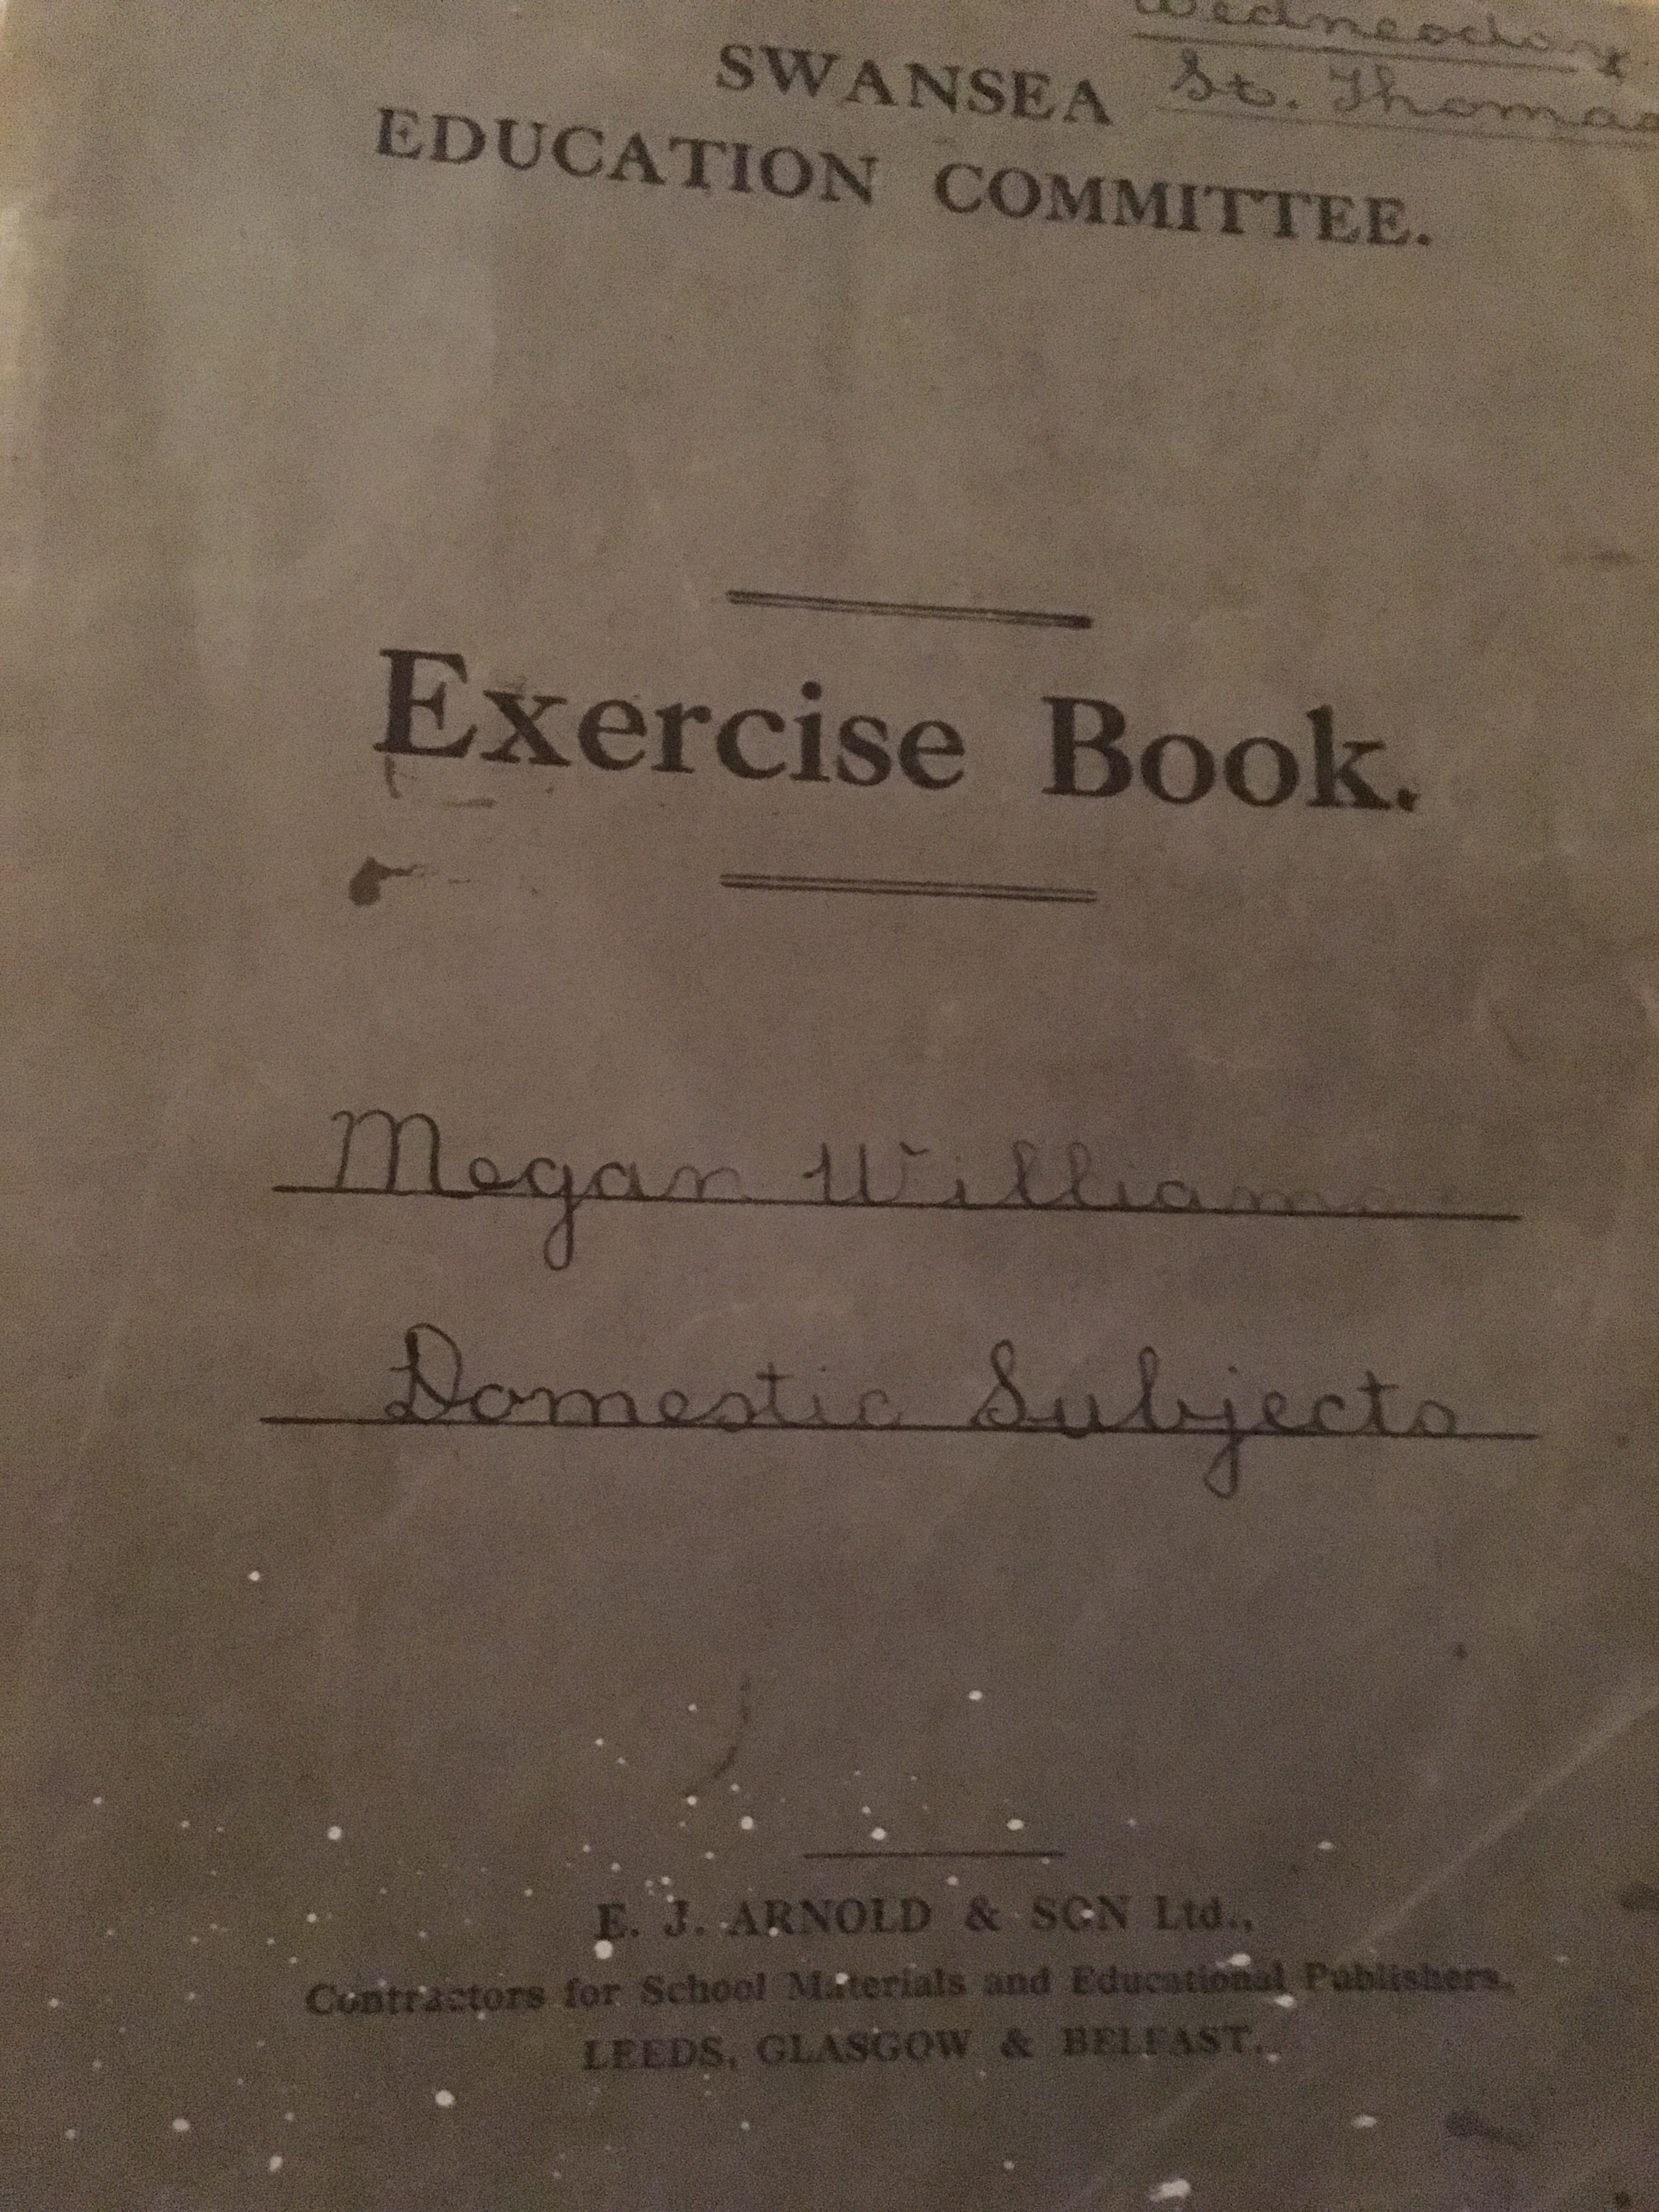 Wednesday
St. Thomas
SWANSEA
EDUCATION COMMITTEE.
Exercise Book.
Megan Williams
Domestic Subjects
E. J. ARNOLD & SON Ltd.,
Contractors for School Materials and Educational Publishers,
LEEDS, GLASGOW & BELFAST.